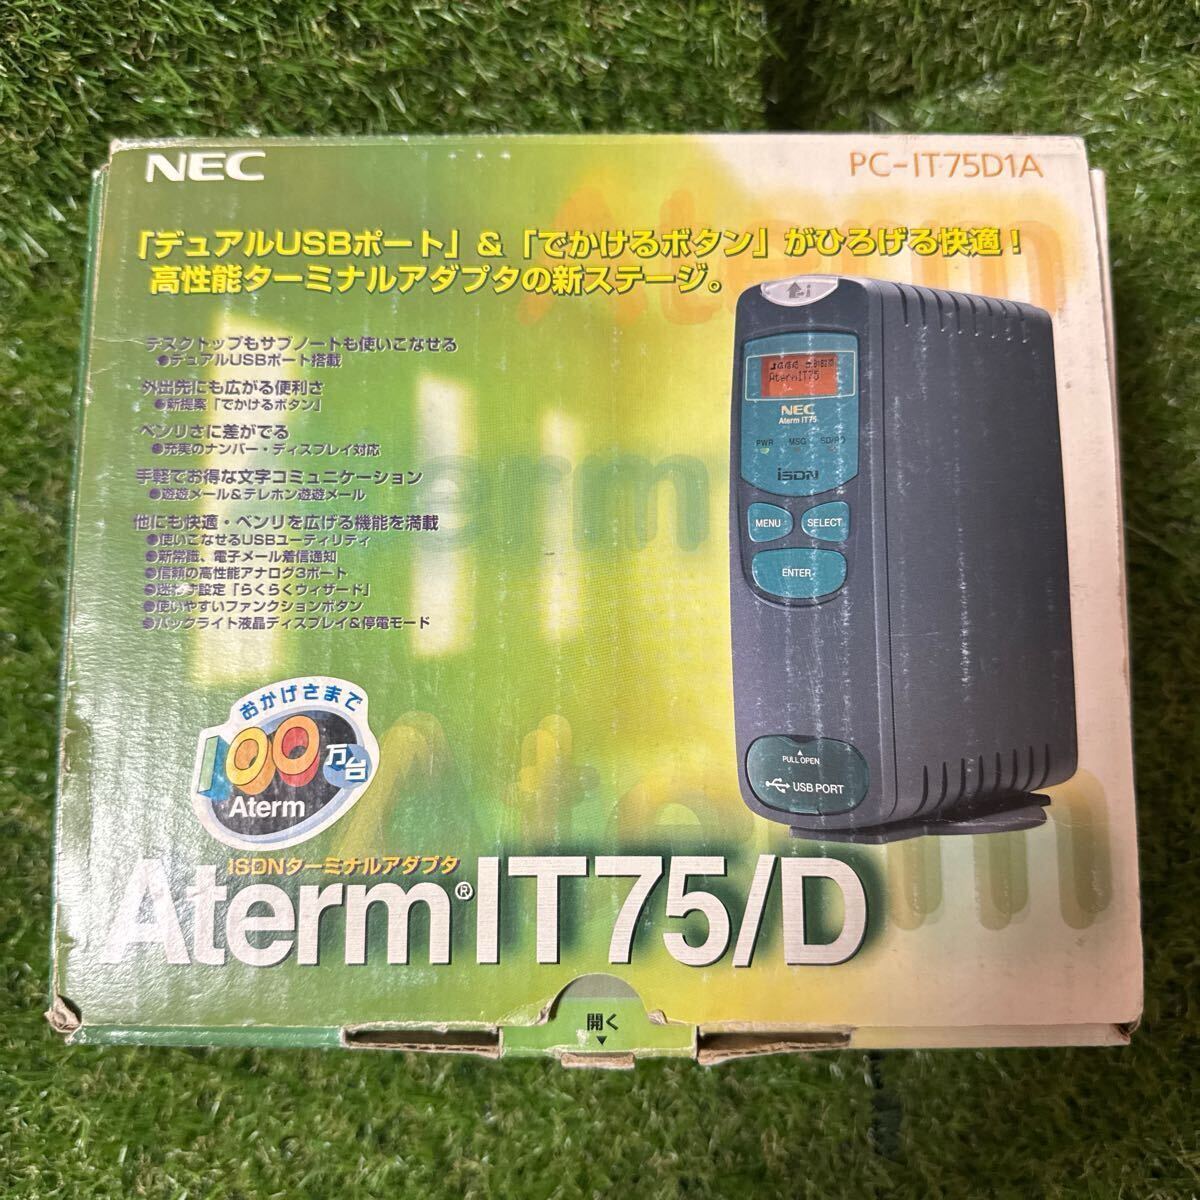 NEC
PC-IT75D1A
「デュアルUSBポート」&「でかけるボタン」がひろげる快適！
高性能ターミナルアダプタの新ステージ。
デスクトップもサブノートも使いこなせる
●デュアルUSBポート搭載
外出先にも広がる便利さ
●新提案「でかけるボタン」
ベンリさに差がでる
●充実のナンバー・ディスプレイ対応
手軽でお得な文字コミュニケーション
●遊遊メール&テレホン遊遊メール
他にも快適・ベンリを広げる機能を満載
●使いこなせるUSBユーティリティ
●新常識、電子メール着信通知
●信頼の高性能アナログ3ポート
●迷わず設定「らくらくウィザード」
●使いやすいファンクションボタン
●バックライト液晶ディスプレイ&停電モード
AtermIT75
NEC
Aterm IT75
PWR MSG SD/RD
ISDN
MENU SELECT
ENTER
▲
PULL OPEN
USB PORT
おかげさまで
100万台
Aterm
ISDNターミナルアダプタ
Aterm®IT75/D
開く
▼
Aterm
Aterm
Aterm